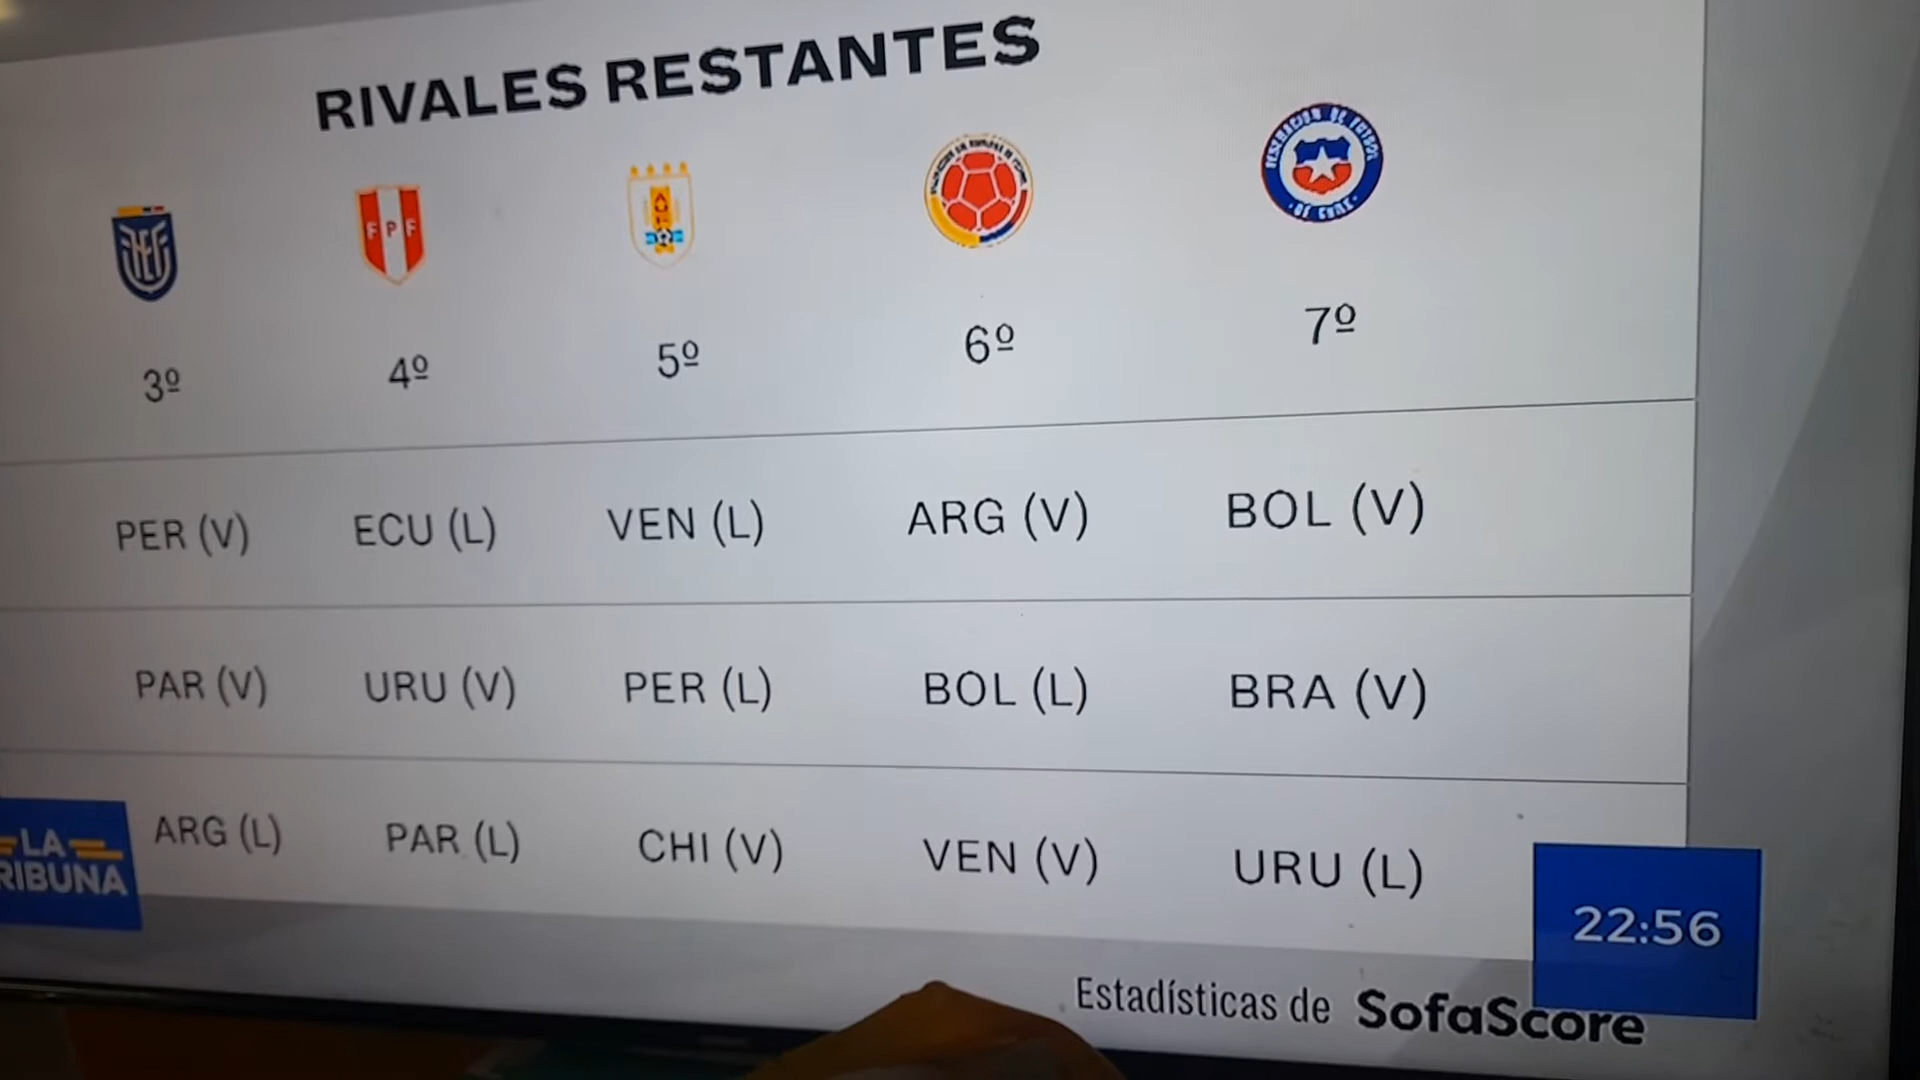 RIVALES RESTANTES
FPF
3º 4º 5º 6º 7º
PER (V) ECU (L) VEN (L) ARG (V) BOL (V)
PAR (V) URU (V) PER (L) BOL (L) BRA (V)
ARG (L) PAR (L) CHI (V) VEN (V) URU (L)
LA
RIBUNA
22:56
Estadísticas de SofaScore